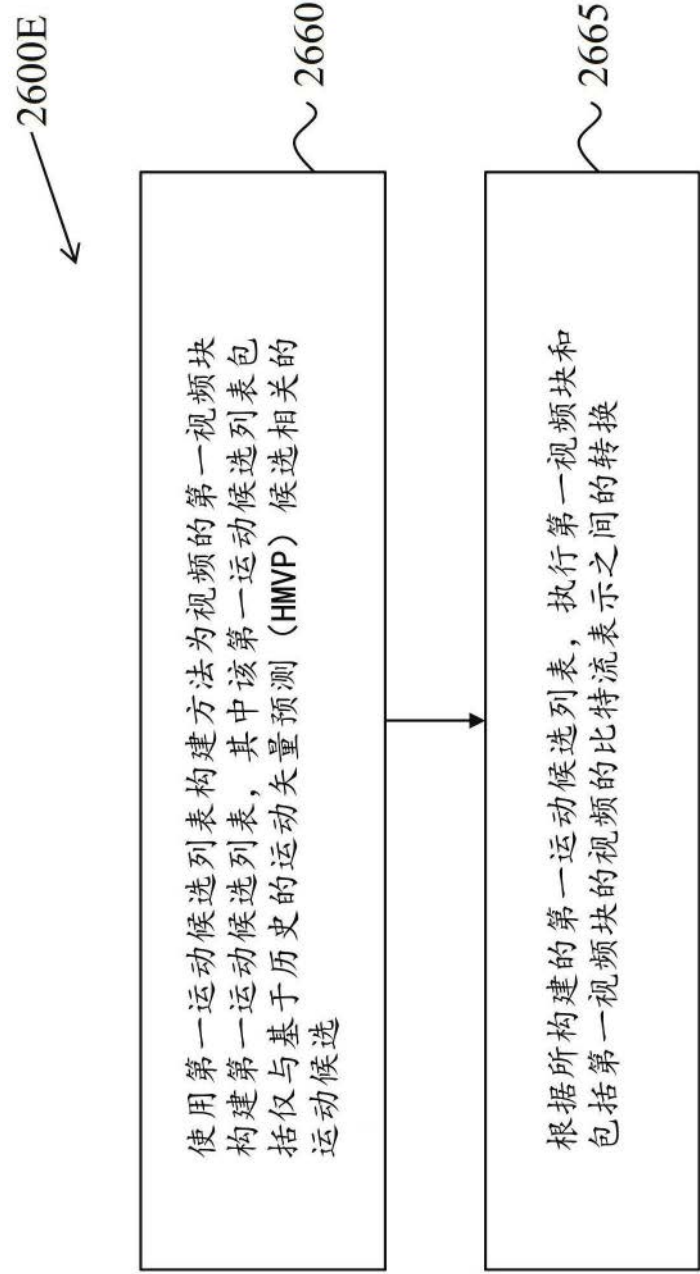 2600E
使用第一运动候选列表构建方法为视频的第一视频块
构建第一运动候选列表，其中该第一运动候选列表包
括仅与基于历史的运动矢量预测（HMVP）候选相关的
运动候选
2660
根据所构建的第一运动候选列表，执行第一视频块和
包括第一视频块的视频的比特流表示之间的转换
2665